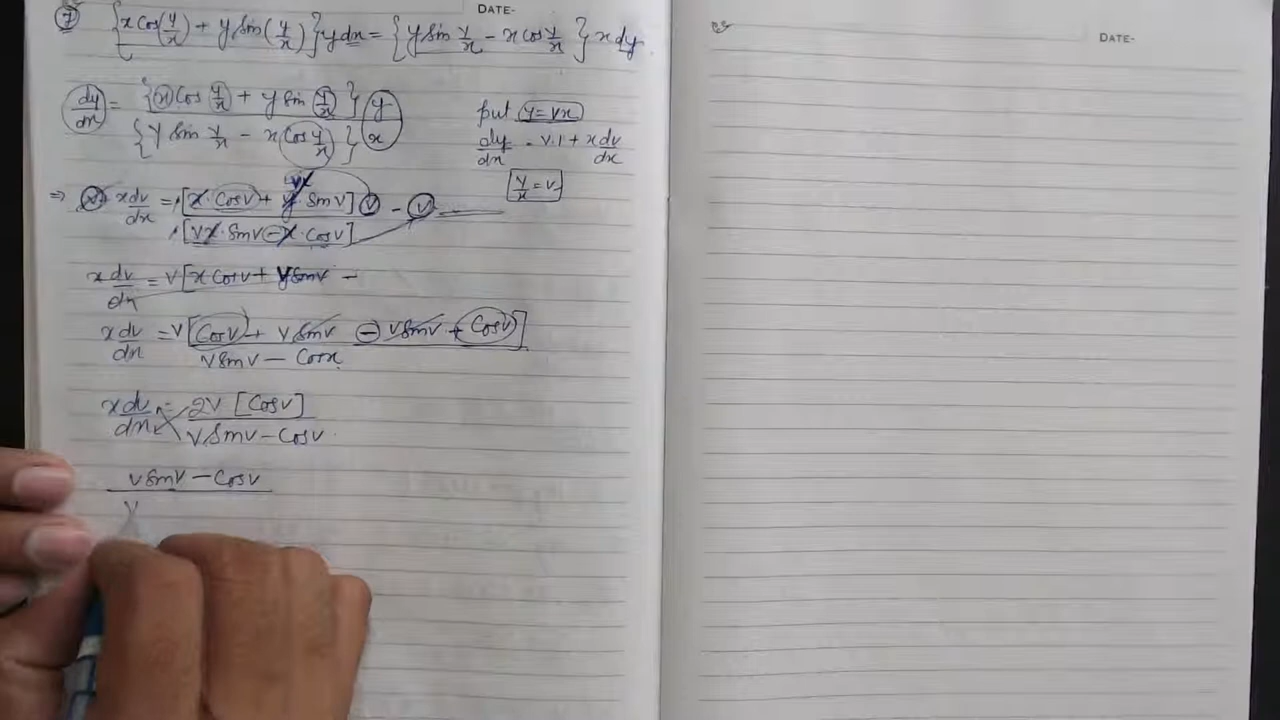 DATE-
7 {x cos(y/x) + y sin(y/x)} y dx = {y sin y/x - x cos y/x} x dy
DATE-
dy/dx = {x cos y/x + y sin y/x} y / {y sin y/x - x cos y/x} x
put y = vx
dy/dx = v.1 + x dv/dx
y/x = v
vx
⇒ x dv/dx = [x. cos v + y sin v] v / [vx. sin v - x. cos v] - v
x dv/dx = v[x cos v + v sin v -
x dv/dx = v[cos v + v sin v - v sin v + cos v] / v sin v - cos x
x dv/dx = 2v [cos v] / v sin v - cos v
v sin v - cos v / v